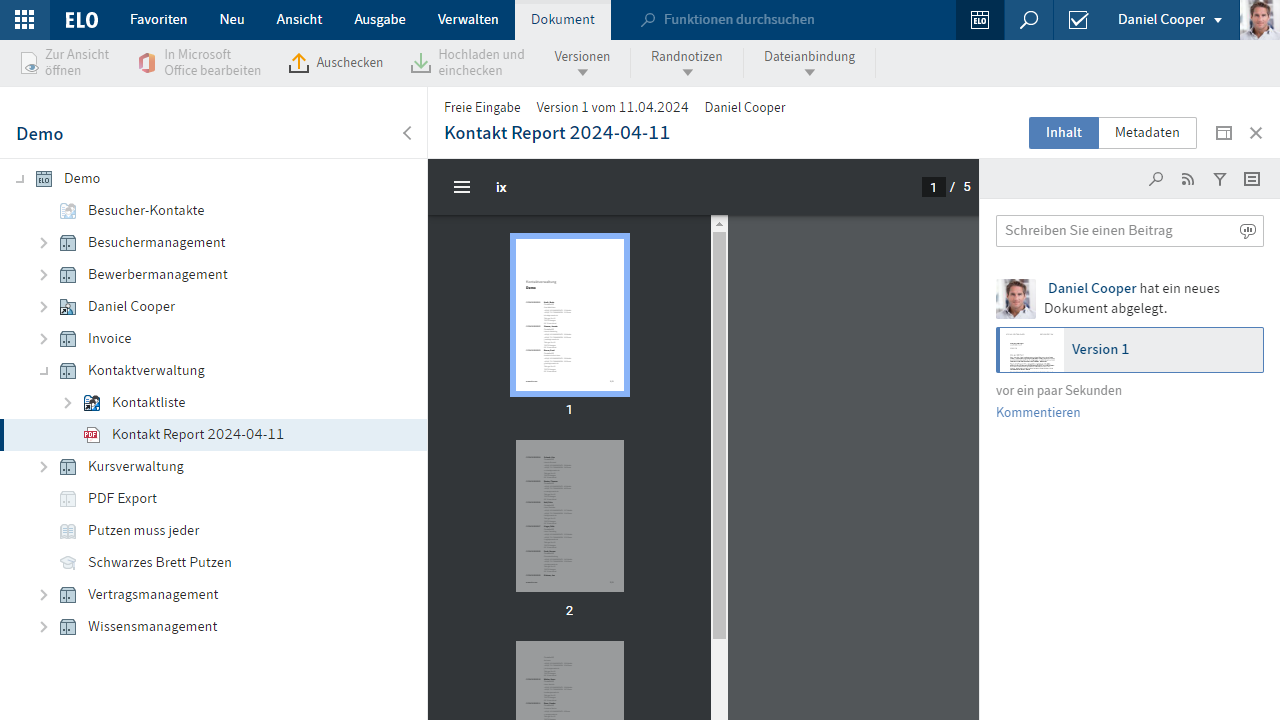 ELO Favoriten Neu Ansicht Ausgabe Verwalten Dokument Funktionen durchsuchen ELO Daniel Cooper
Zur Ansicht öffnen
In Microsoft Office bearbeiten
Auschecken
Hochladen und einchecken
Versionen
Randnotizen
Dateianbindung
Demo
Demo
Besucher-Kontakte
Besuchermanagement
Bewerbermanagement
Daniel Cooper
Invoice
Kontaktverwaltung
Kontaktliste
Kontakt Report 2024-04-11
Kursverwaltung
PDF Export
Putzen muss jeder
Schwarzes Brett Putzen
Vertragsmanagement
Wissensmanagement
Freie Eingabe Version 1 vom 11.04.2024 Daniel Cooper
Kontakt Report 2024-04-11
Inhalt Metadaten
ix 1 / 5
1
2
Schreiben Sie einen Beitrag
Daniel Cooper hat ein neues
Dokument abgelegt.
Version 1
vor ein paar Sekunden
Kommentieren